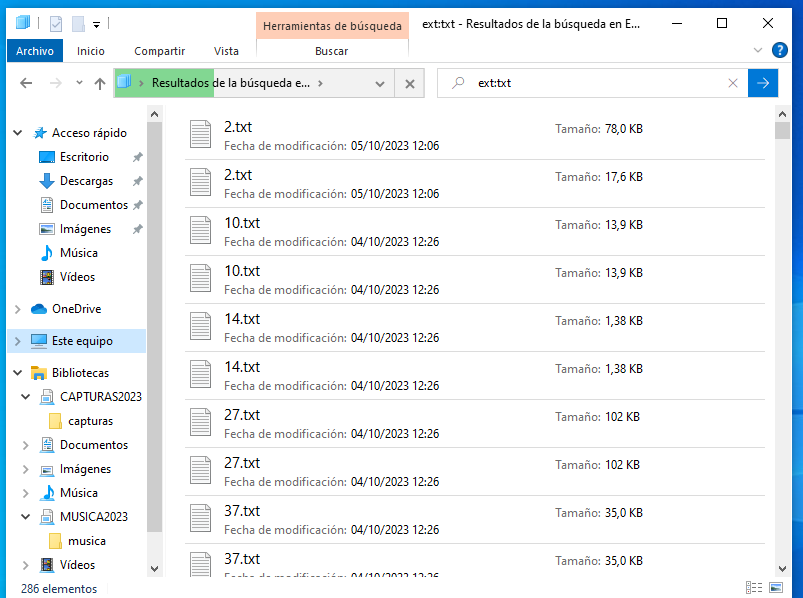 Herramientas de búsqueda
ext:txt - Resultados de la búsqueda en E...
Archivo
Inicio
Compartir
Vista
Buscar
Resultados de la búsqueda e...
ext:txt
Acceso rápido
Escritorio
Descargas
Documentos
Imágenes
Música
Vídeos
OneDrive
Este equipo
Bibliotecas
CAPTURAS2023
capturas
Documentos
Imágenes
Música
MUSICA2023
musica
Vídeos
2.txt
Tamaño: 78,0 KB
Fecha de modificación: 05/10/2023 12:06
2.txt
Tamaño: 17,6 KB
Fecha de modificación: 05/10/2023 12:06
10.txt
Tamaño: 13,9 KB
Fecha de modificación: 04/10/2023 12:26
10.txt
Tamaño: 13,9 KB
Fecha de modificación: 04/10/2023 12:26
14.txt
Tamaño: 1,38 KB
Fecha de modificación: 04/10/2023 12:26
14.txt
Tamaño: 1,38 KB
Fecha de modificación: 04/10/2023 12:26
27.txt
Tamaño: 102 KB
Fecha de modificación: 04/10/2023 12:26
27.txt
Tamaño: 102 KB
Fecha de modificación: 04/10/2023 12:26
37.txt
Tamaño: 35,0 KB
Fecha de modificación: 04/10/2023 12:26
37.txt
Tamaño: 35,0 KB
Fecha de modificación: 04/10/2023 12:26
286 elementos